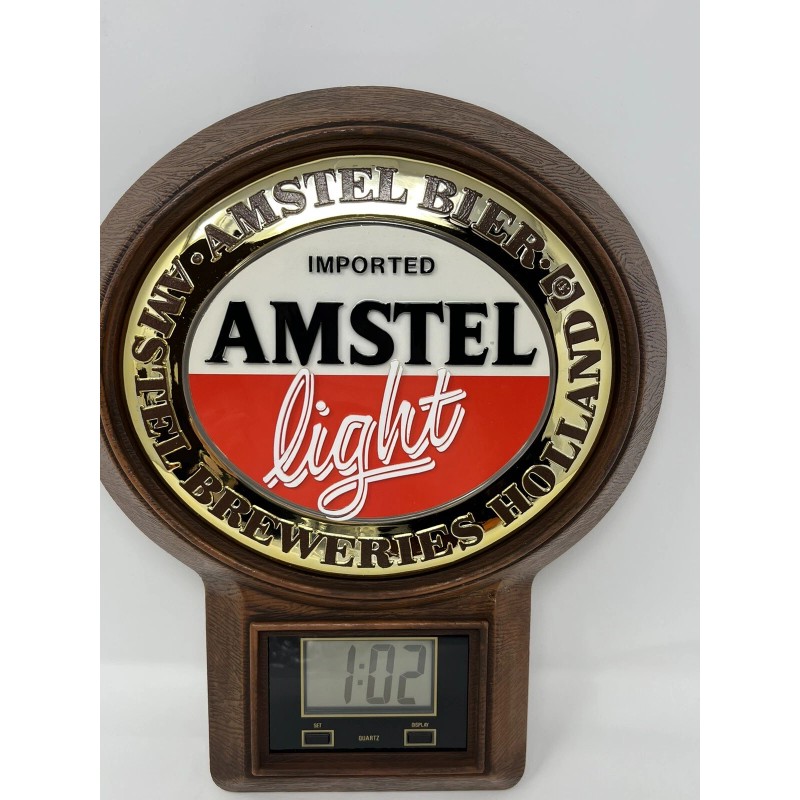 · AMSTEL BIER ·
AMSTEL BREWERIES HOLLAND
IMPORTED
AMSTEL
light
1:02
SET
DISPLAY
QUARTZ